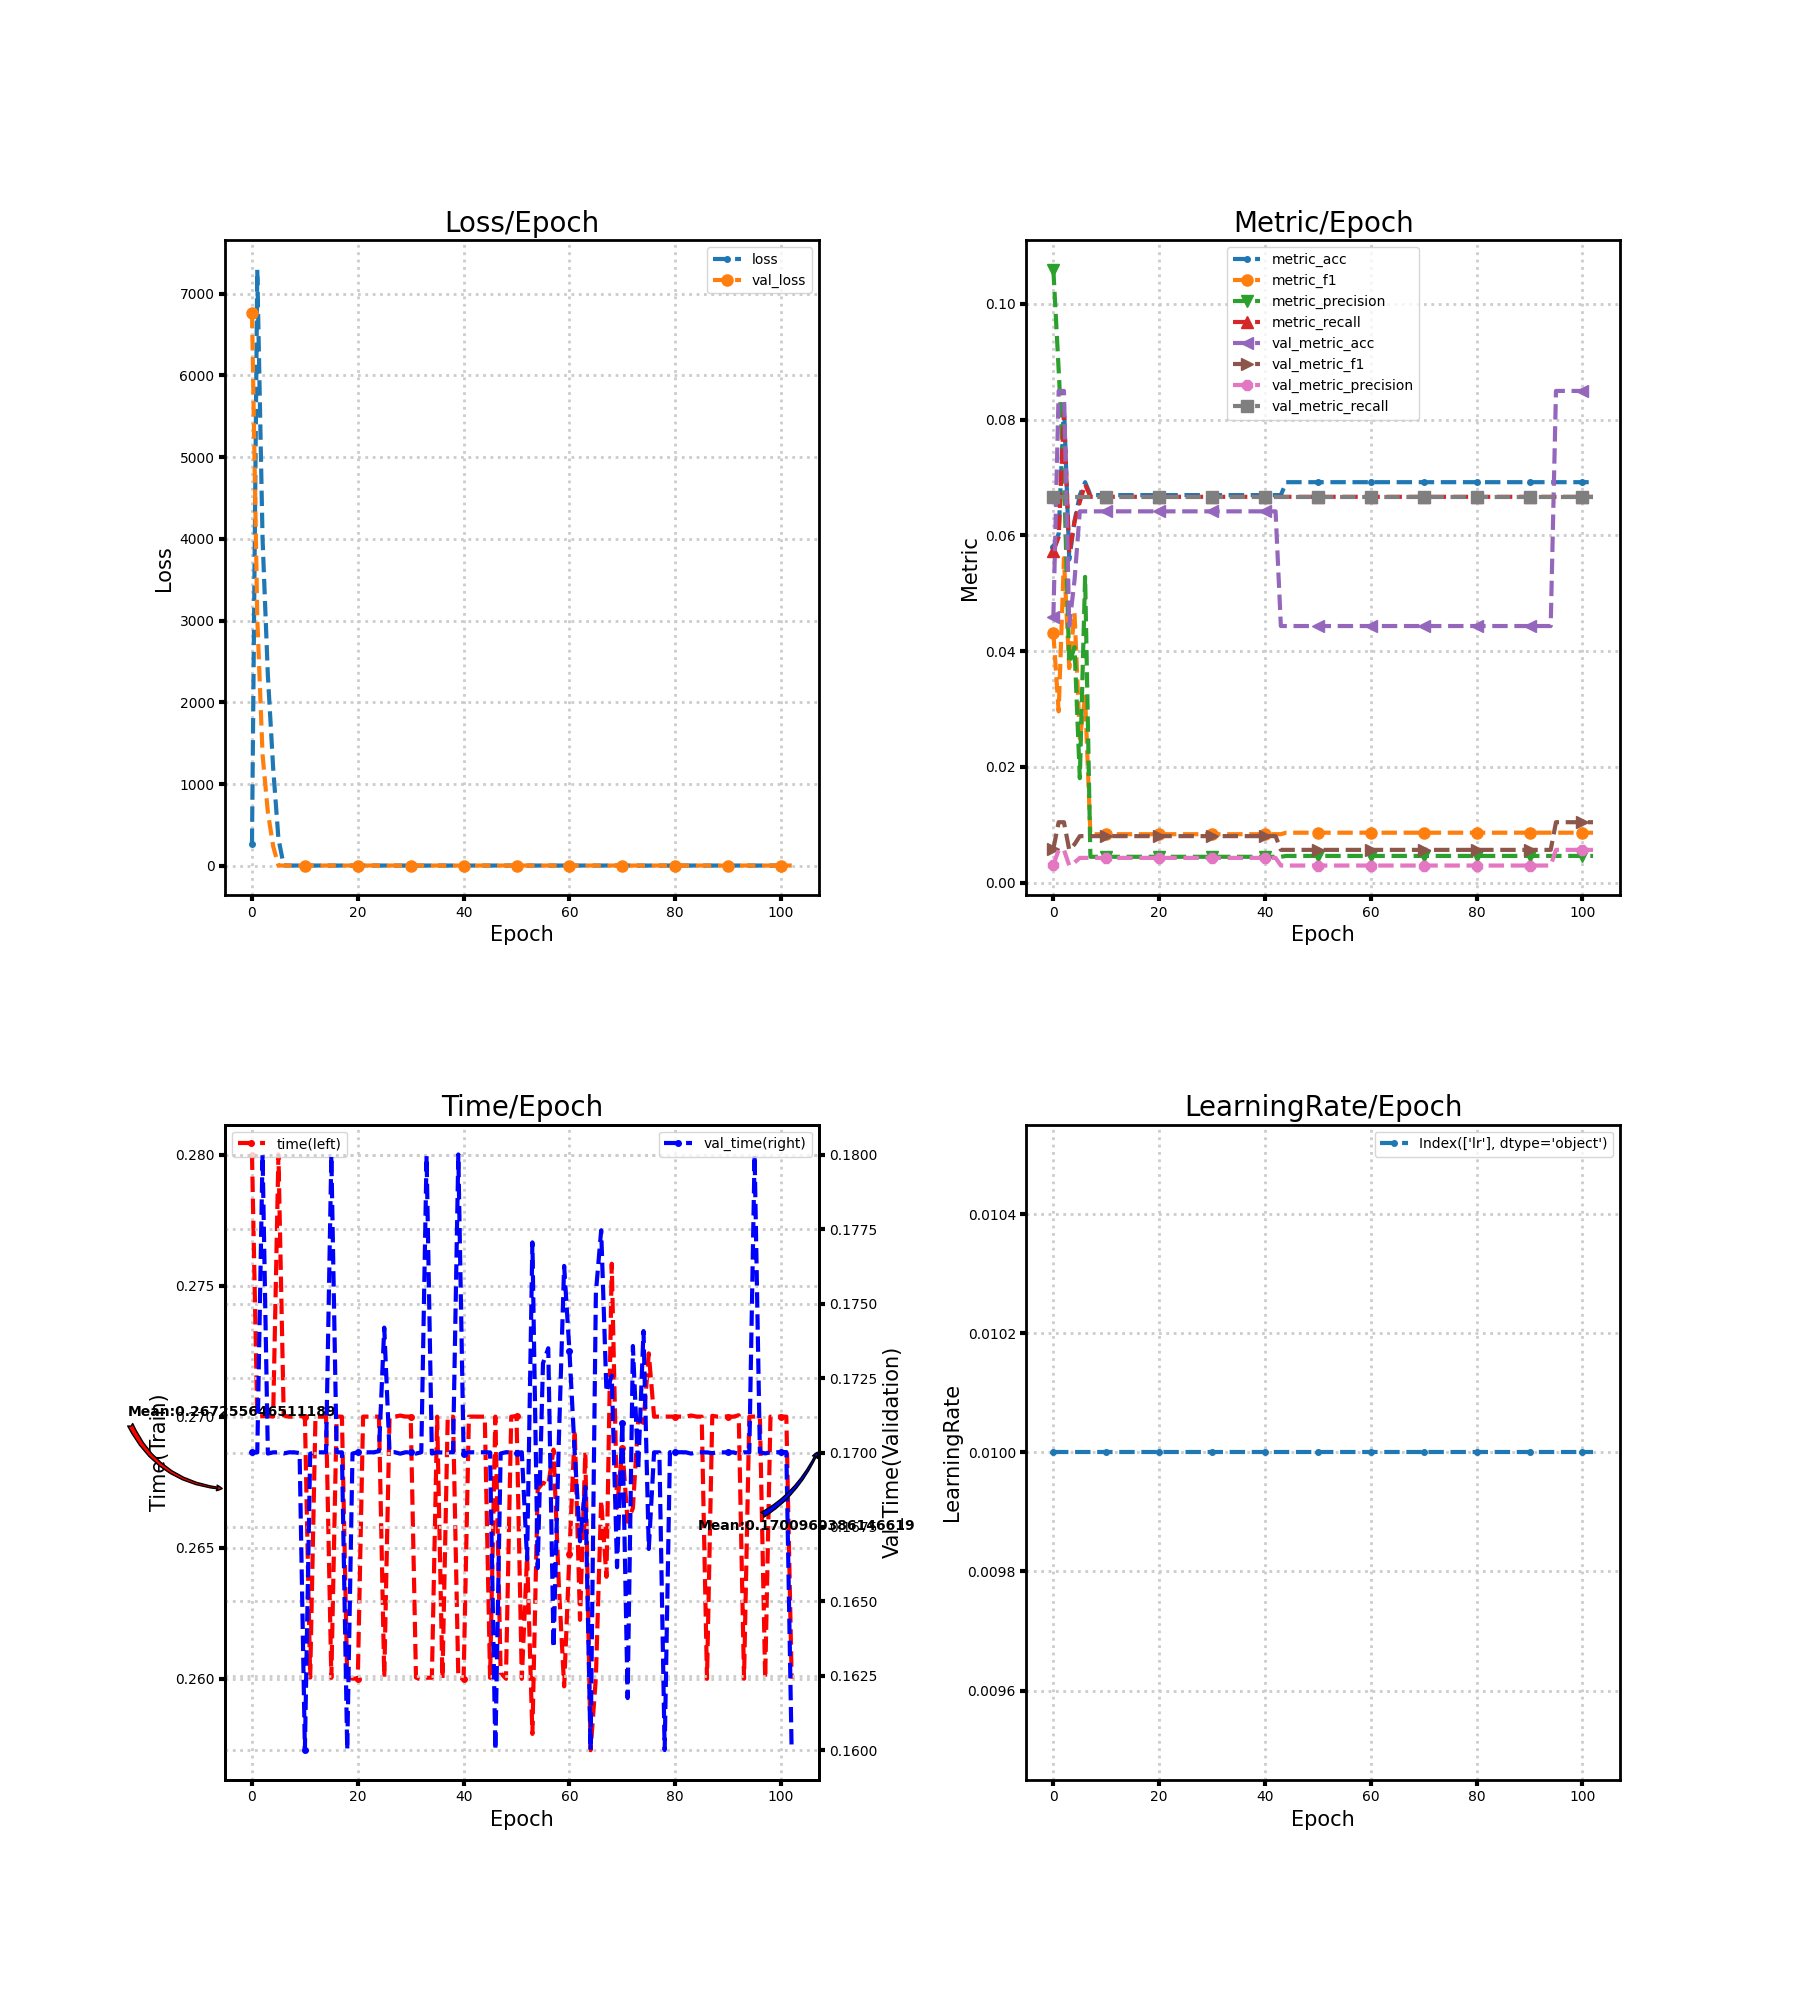 Loss/Epoch
Loss
7000
6000
5000
4000
3000
2000
1000
0
loss
val_loss
0 20 40 60 80 100
Epoch
Metric/Epoch
Metric
0.10
0.08
0.06
0.04
0.02
0.00
metric_acc
metric_f1
metric_precision
metric_recall
val_metric_acc
val_metric_f1
val_metric_precision
val_metric_recall
0 20 40 60 80 100
Epoch
Time/Epoch
Time(Train)
0.280
0.275
0.270
0.265
0.260
time(left)
val_time(right)
Mean:0.267255646511189
Mean:0.1700960386146619
0.1800
0.1775
0.1750
0.1725
0.1700
0.1675
0.1650
0.1625
0.1600
Val_Time(Validation)
0 20 40 60 80 100
Epoch
LearningRate/Epoch
LearningRate
0.0104
0.0102
0.0100
0.0098
0.0096
Index(['lr'], dtype='object')
0 20 40 60 80 100
Epoch